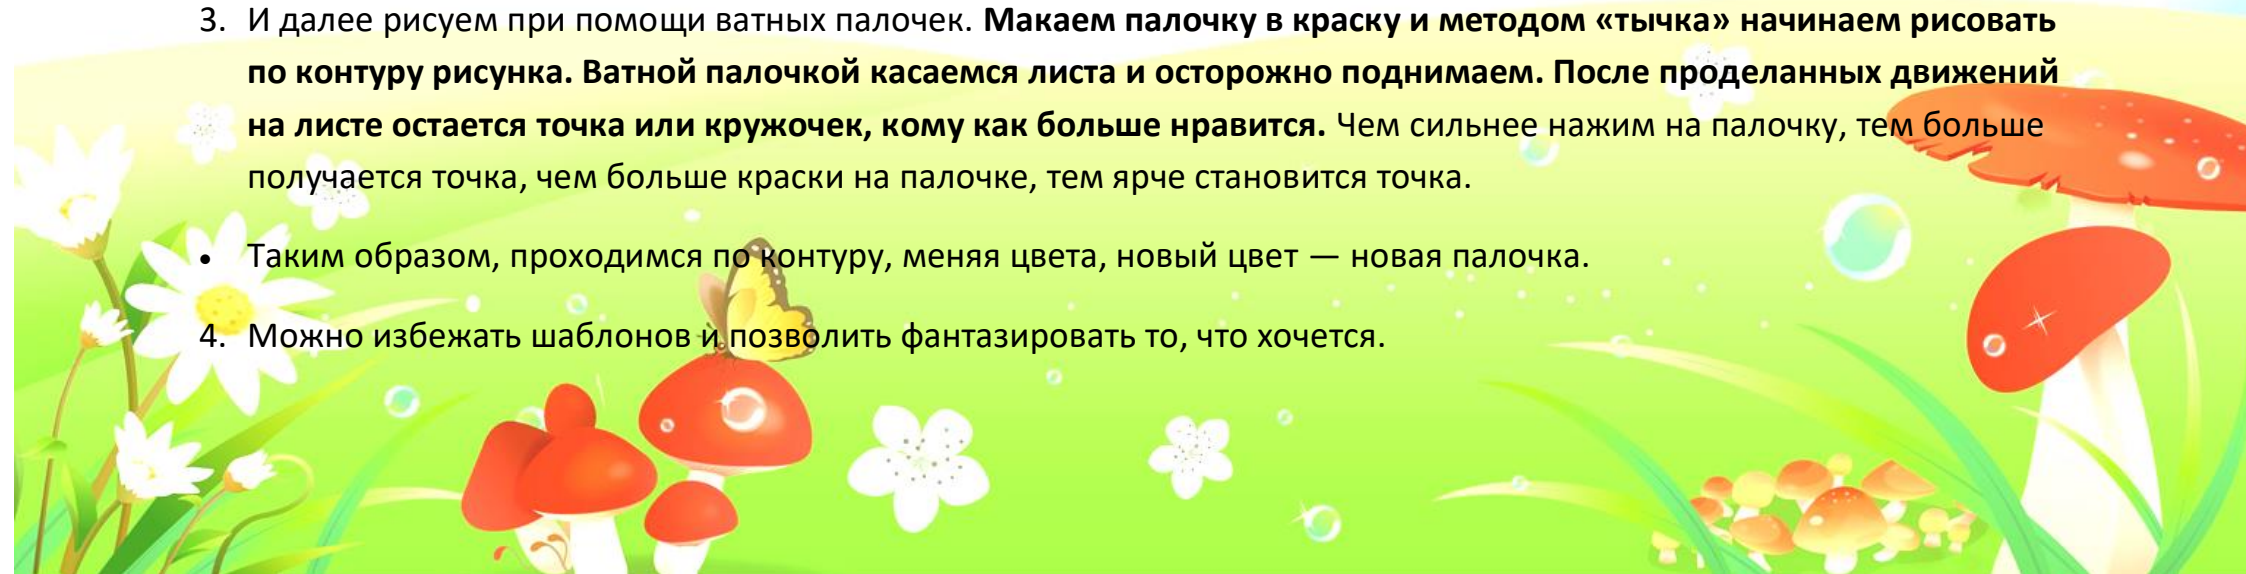 3. И далее рисуем при помощи ватных палочек. Макаем палочку в краску и методом «тычка» начинаем рисовать
по контуру рисунка. Ватной палочкой касаемся листа и осторожно поднимаем. После проделанных движений
на листе остается точка или кружочек, кому как больше нравится. Чем сильнее нажим на палочку, тем больше
получается точка, чем больше краски на палочке, тем ярче становится точка.
• Таким образом, проходимся по контуру, меняя цвета, новый цвет — новая палочка.
4. Можно избежать шаблонов и позволить фантазировать то, что хочется.